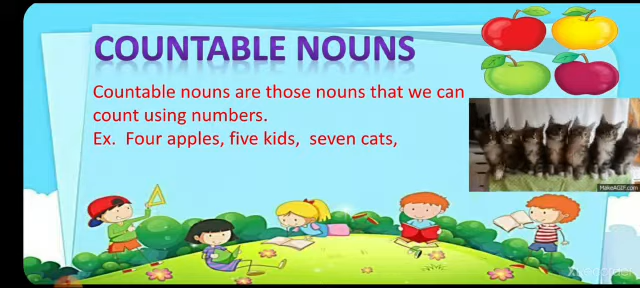 COUNTABLE NOUNS
Countable nouns are those nouns that we can
count using numbers.
Ex.  Four apples, five kids,  seven cats,
MakeAGIF.com